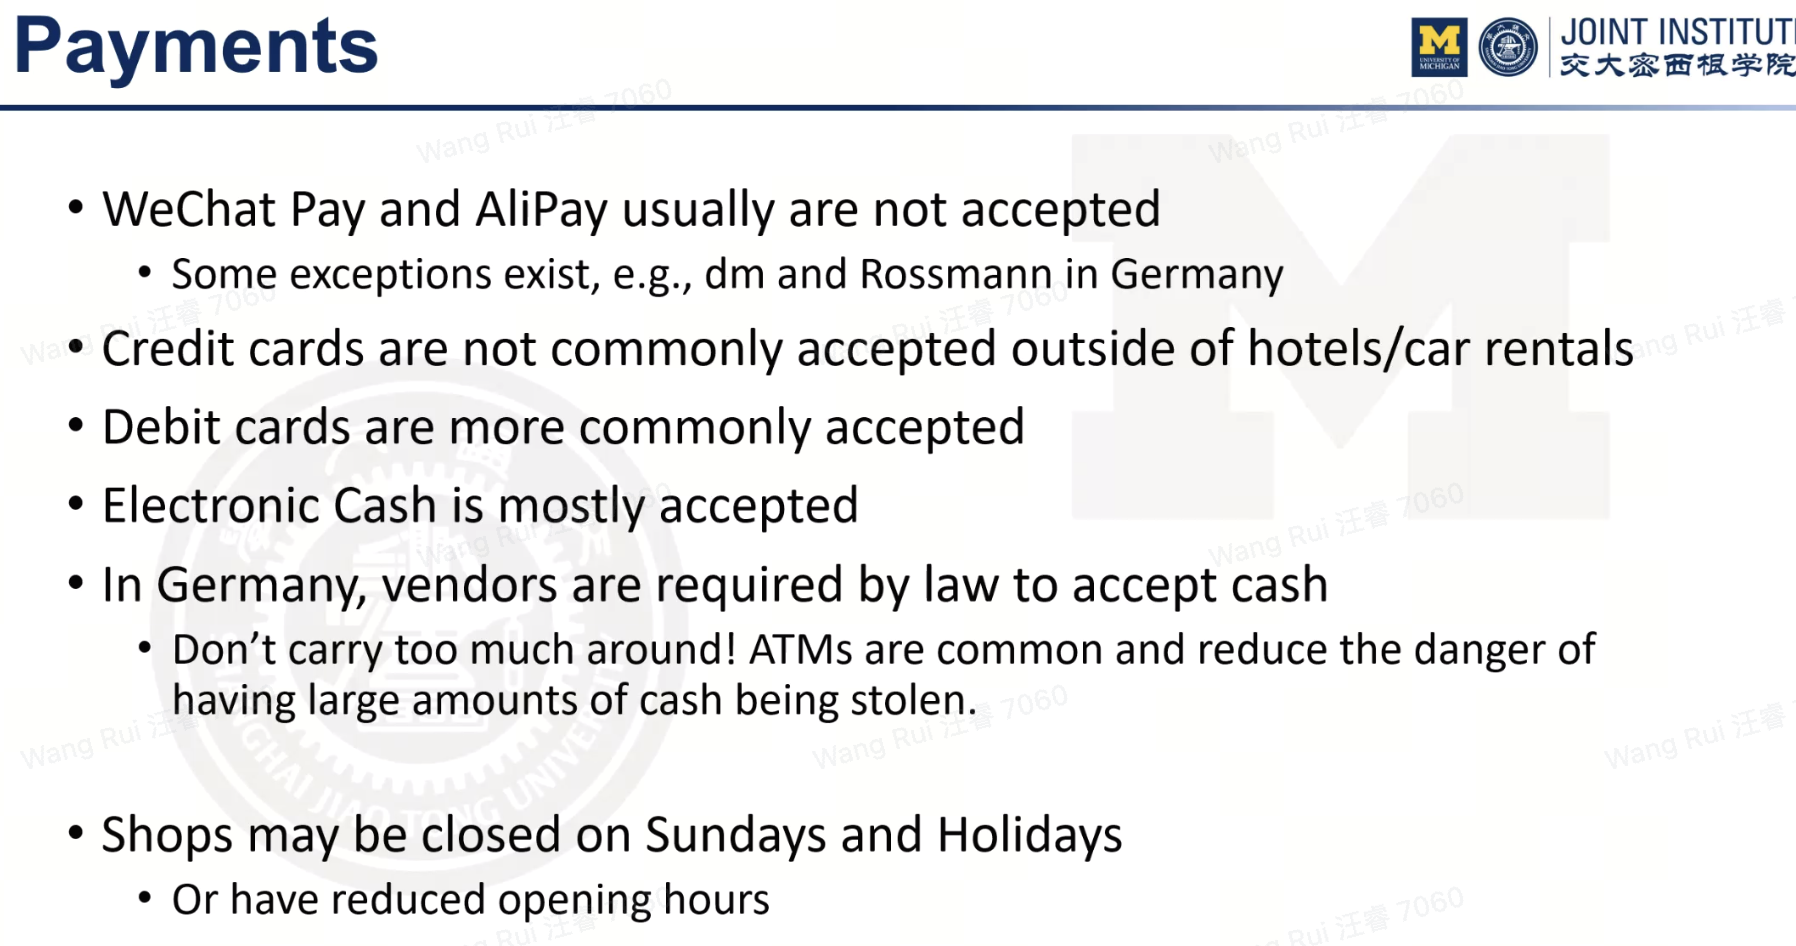 Payments
M
UNIVERSITY OF
MICHIGAN
JOINT INSTITUT
交大密西根学院
• WeChat Pay and AliPay usually are not accepted
• Some exceptions exist, e.g., dm and Rossmann in Germany
• Credit cards are not commonly accepted outside of hotels/car rentals
• Debit cards are more commonly accepted
• Electronic Cash is mostly accepted
• In Germany, vendors are required by law to accept cash
• Don’t carry too much around! ATMs are common and reduce the danger of
having large amounts of cash being stolen.
• Shops may be closed on Sundays and Holidays
• Or have reduced opening hours
Wang Rui 汪睿 7060
SHANGHAI JIAO TONG UNIVERSITY